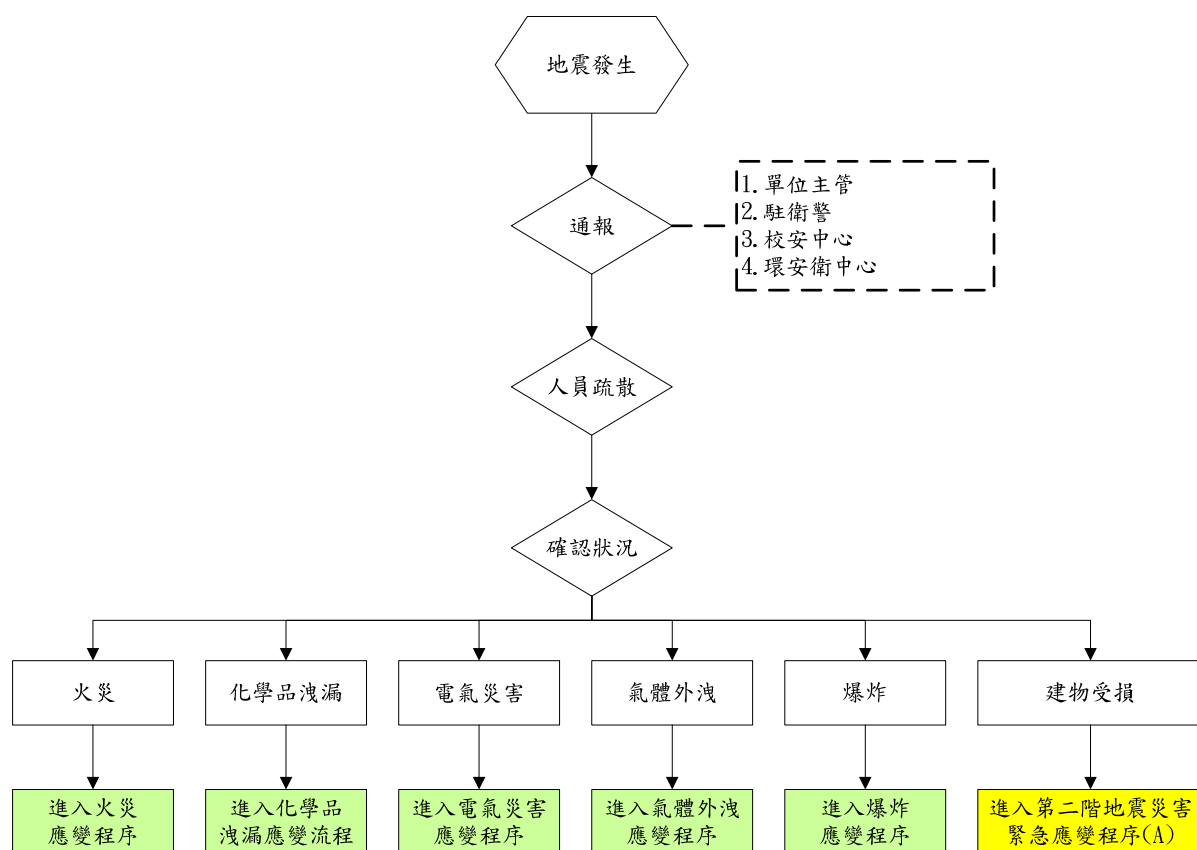 地震發生
通報
1. 單位主管
2. 駐衛警
3. 校安中心
4. 環安衛中心
人員疏散
確認狀況
火災
化學品洩漏
電氣災害
氣體外洩
爆炸
建物受損
進入火災
應變程序
進入化學品
洩漏應變流程
進入電氣災害
應變程序
進入氣體外洩
應變程序
進入爆炸
應變程序
進入第二階地震災害
緊急應變程序(A)